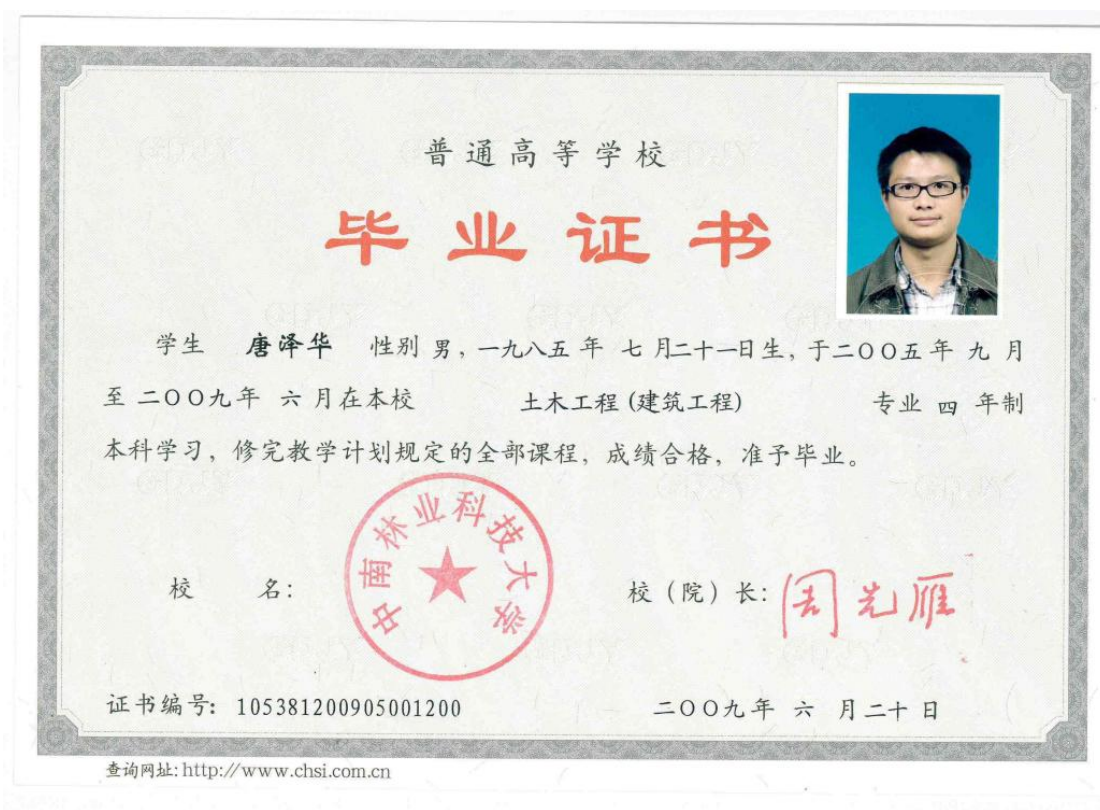 普通高等学校
毕业证书
学生 唐泽华 性别 男，一九八五年 七月二十一日生，于二〇〇五年 九月
至 二〇〇九年 六月在本校 土木工程(建筑工程) 专业 四 年制
本科学习，修完教学计划规定的全部课程，成绩合格，准予毕业。
中南林业科技大学
校 名： 校（院）长：周先雁
证书编号：105381200905001200 二〇〇九年 六 月二十日
查询网址:http://www.chsi.com.cn